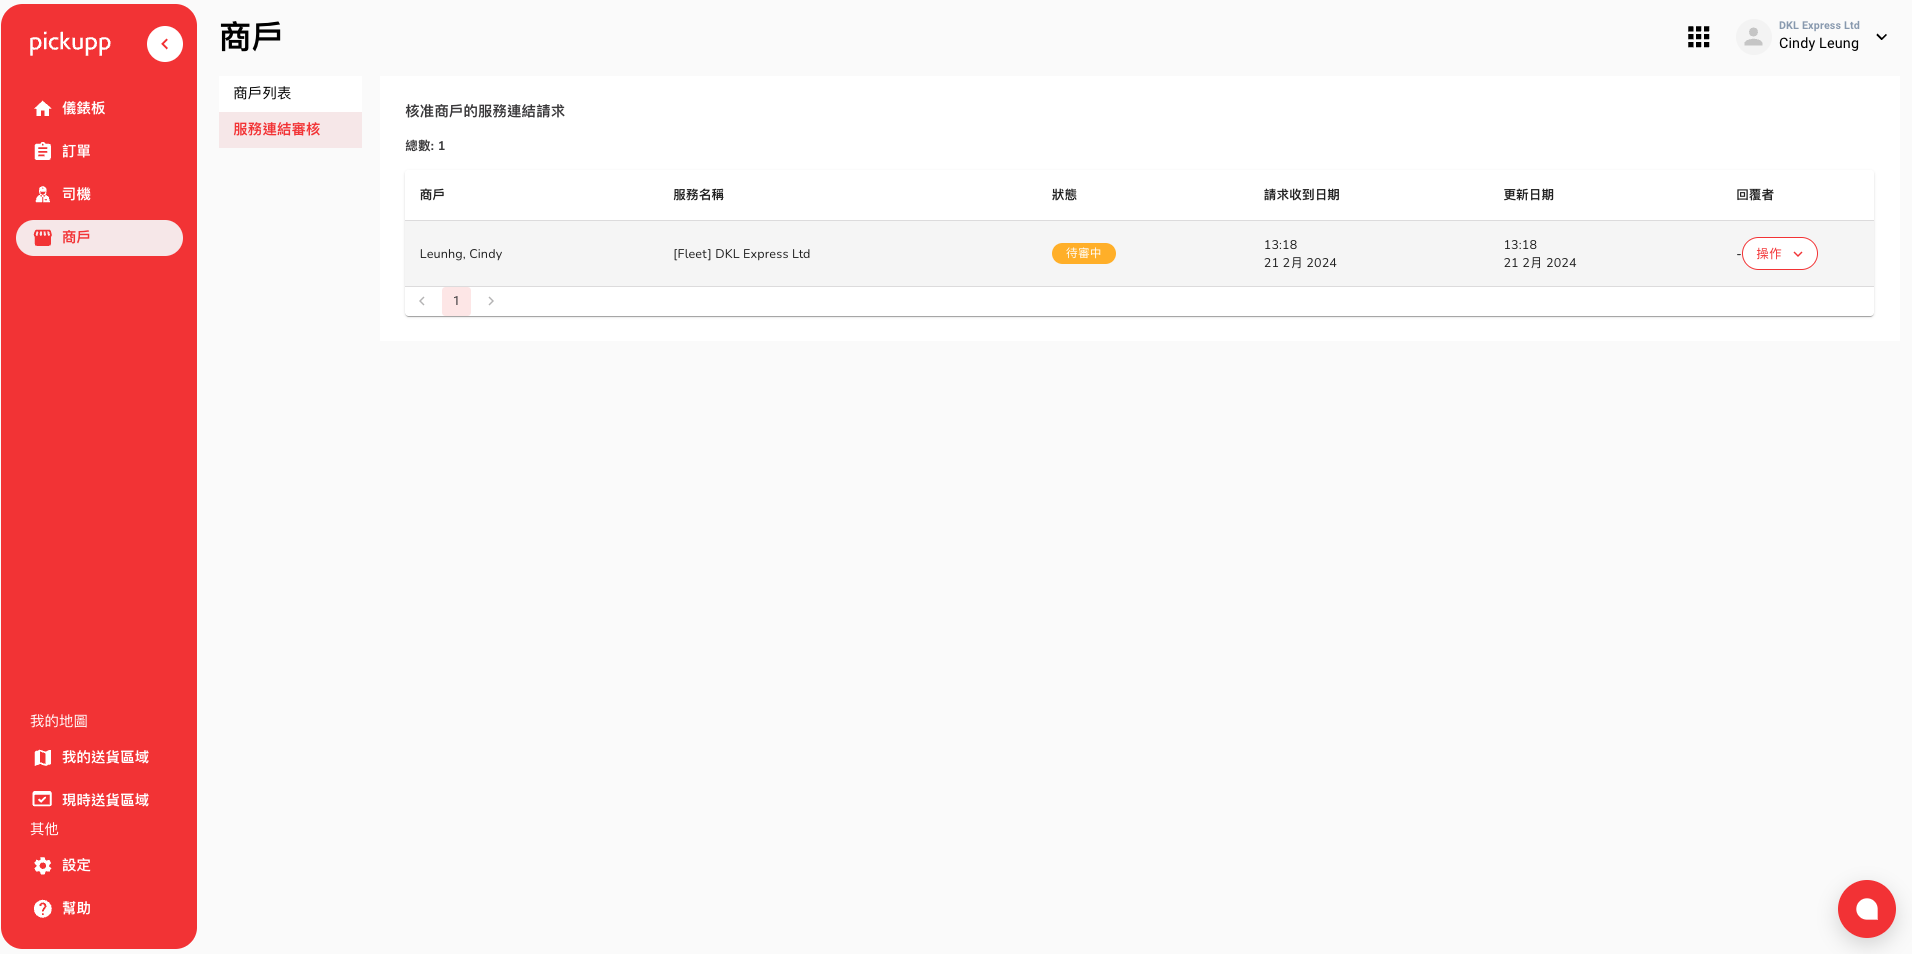 pickupp
儀錶板
訂單
司機
商戶
我的地圖
我的送貨區域
現時送貨區域
其他
設定
幫助
商戶
DKL Express Ltd
Cindy Leung
商戶列表
服務連結審核
核准商戶的服務連結請求
總數: 1
商戶 服務名稱 狀態 請求收到日期 更新日期 回覆者
Leunhg, Cindy [Fleet] DKL Express Ltd 待審中 13:18 13:18 - 操作
21 2月 2024 21 2月 2024
1